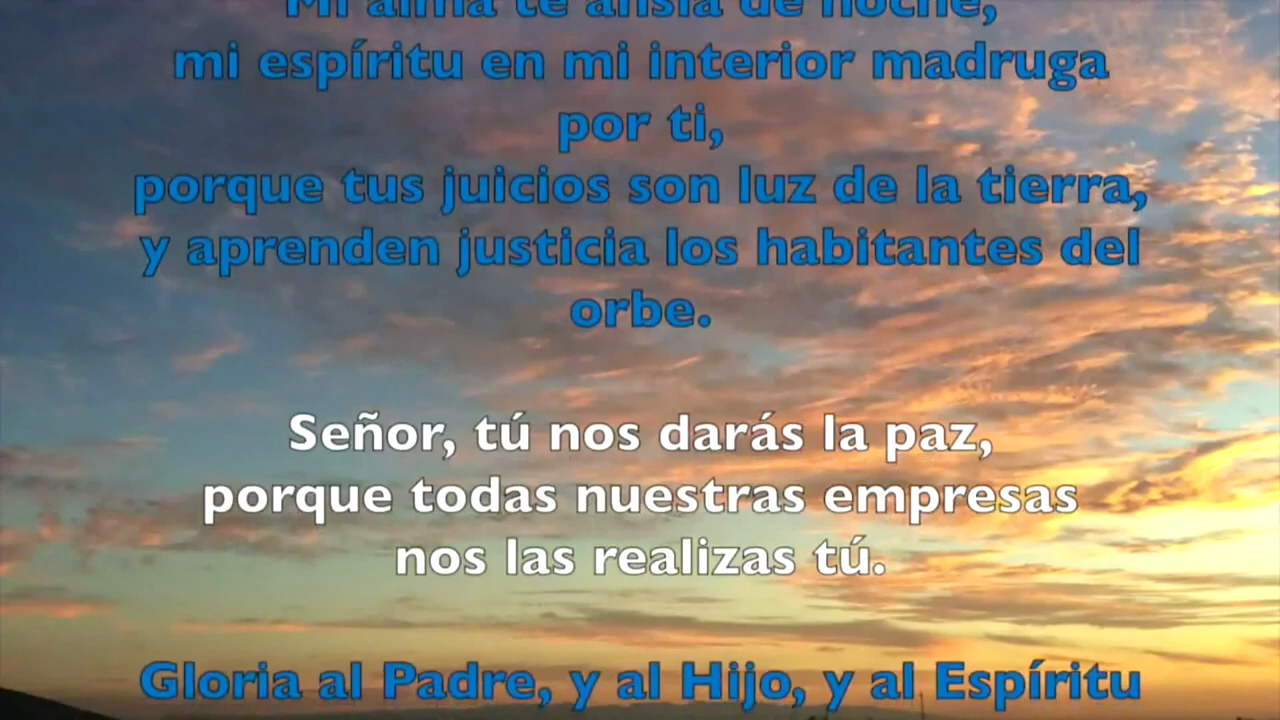 Mi alma te ansía de noche,
mi espíritu en mi interior madruga
por ti,
porque tus juicios son luz de la tierra,
y aprenden justicia los habitantes del
orbe.
Señor, tú nos darás la paz,
porque todas nuestras empresas
nos las realizas tú.
Gloria al Padre, y al Hijo, y al Espíritu